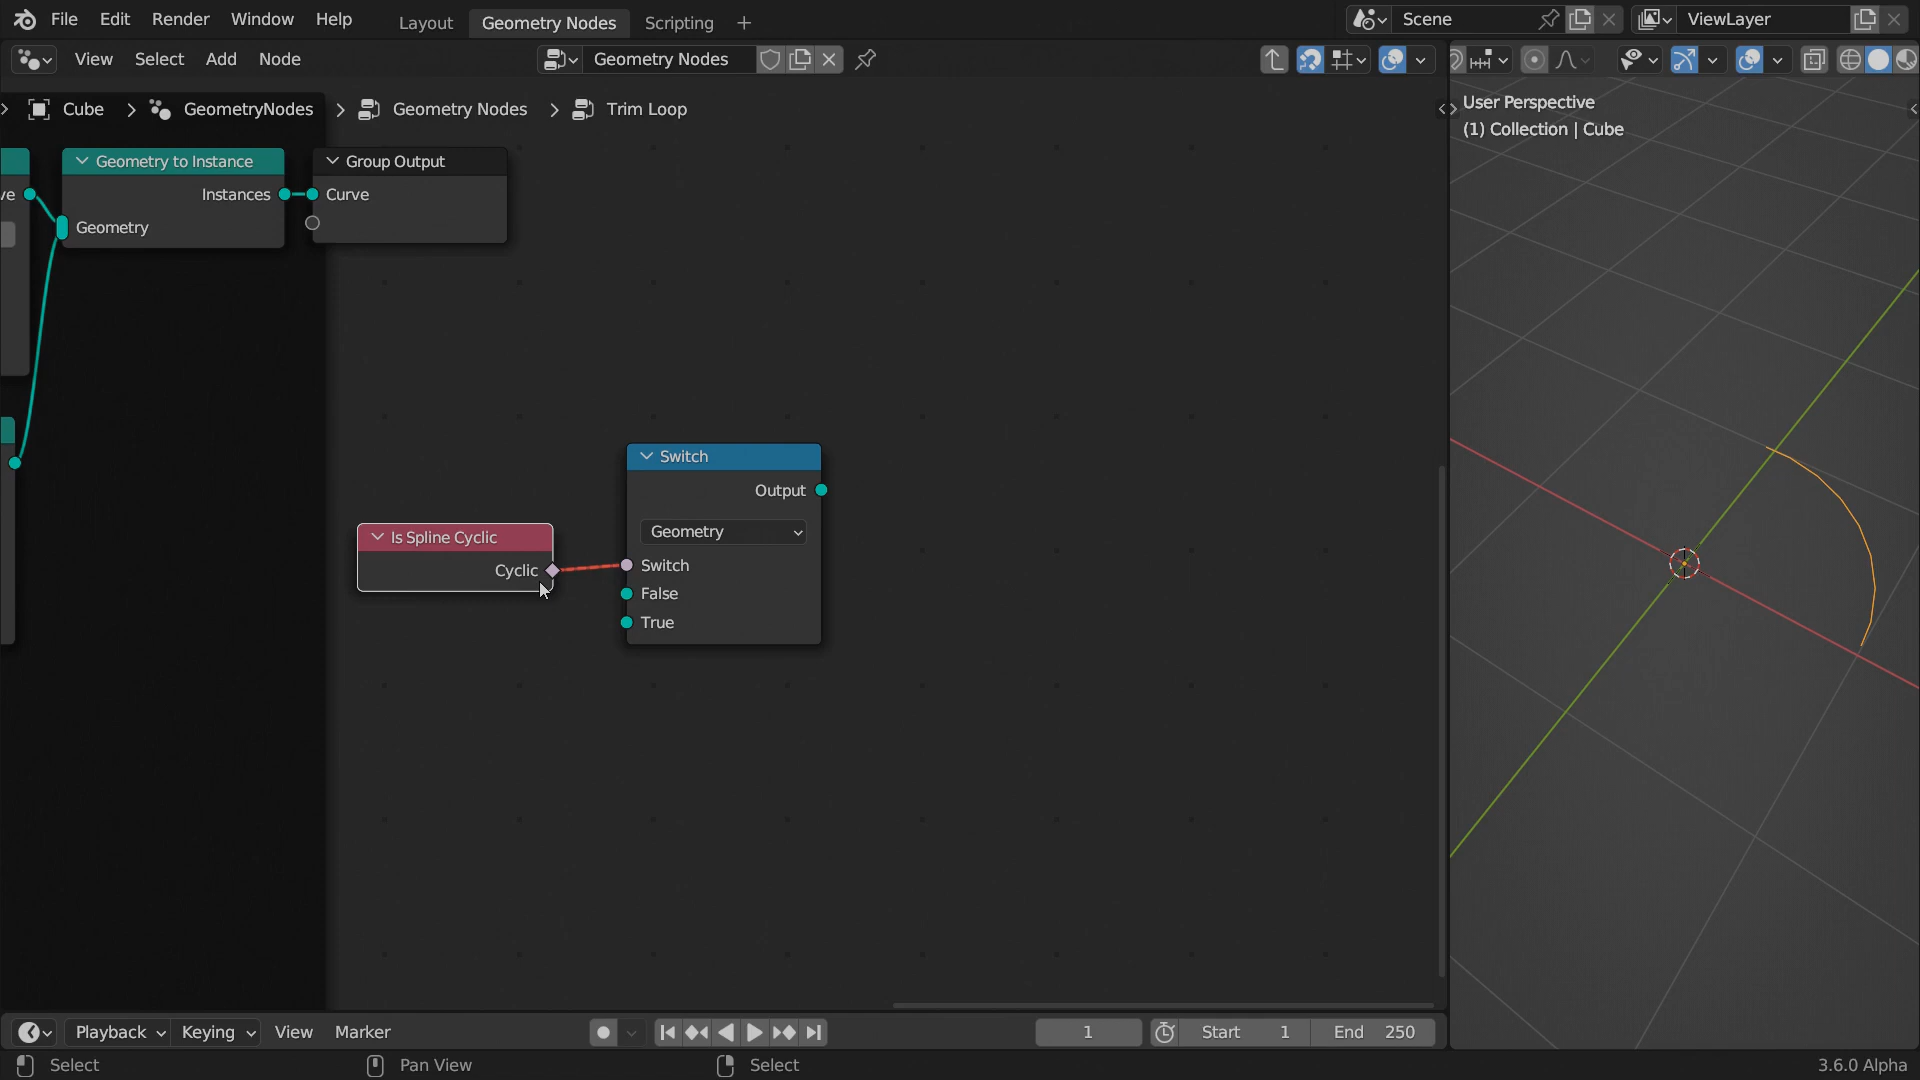 File Edit Render Window Help Layout Geometry Nodes Scripting Scene ViewLayer
View Select Add Node Geometry Nodes
Cube GeometryNodes Geometry Nodes Trim Loop
User Perspective
(1) Collection | Cube
Geometry to Instance
Instances
Geometry
Group Output
Curve
ve
Is Spline Cyclic
Cyclic
Switch
Output
Geometry
Switch
False
True
Playback Keying View Marker 1 Start 1 End 250
Select Pan View Select 3.6.0 Alpha